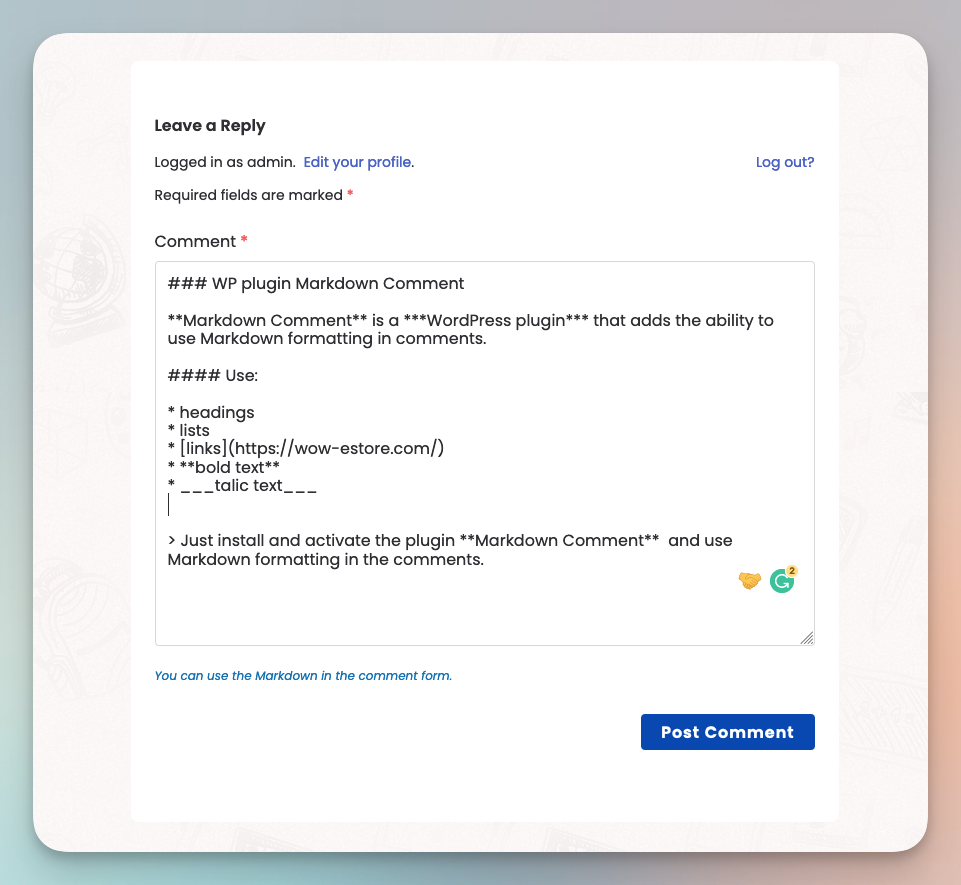 Leave a Reply
Logged in as admin. Edit your profile. Log out?
Required fields are marked *
Comment *
### WP plugin Markdown Comment
**Markdown Comment** is a ***WordPress plugin*** that adds the ability to
use Markdown formatting in comments.
#### Use:
* headings
* lists
* [links](https://wow-estore.com/)
* **bold text**
* ___talic text___
> Just install and activate the plugin **Markdown Comment**  and use
Markdown formatting in the comments.
2
You can use the Markdown in the comment form.
Post Comment